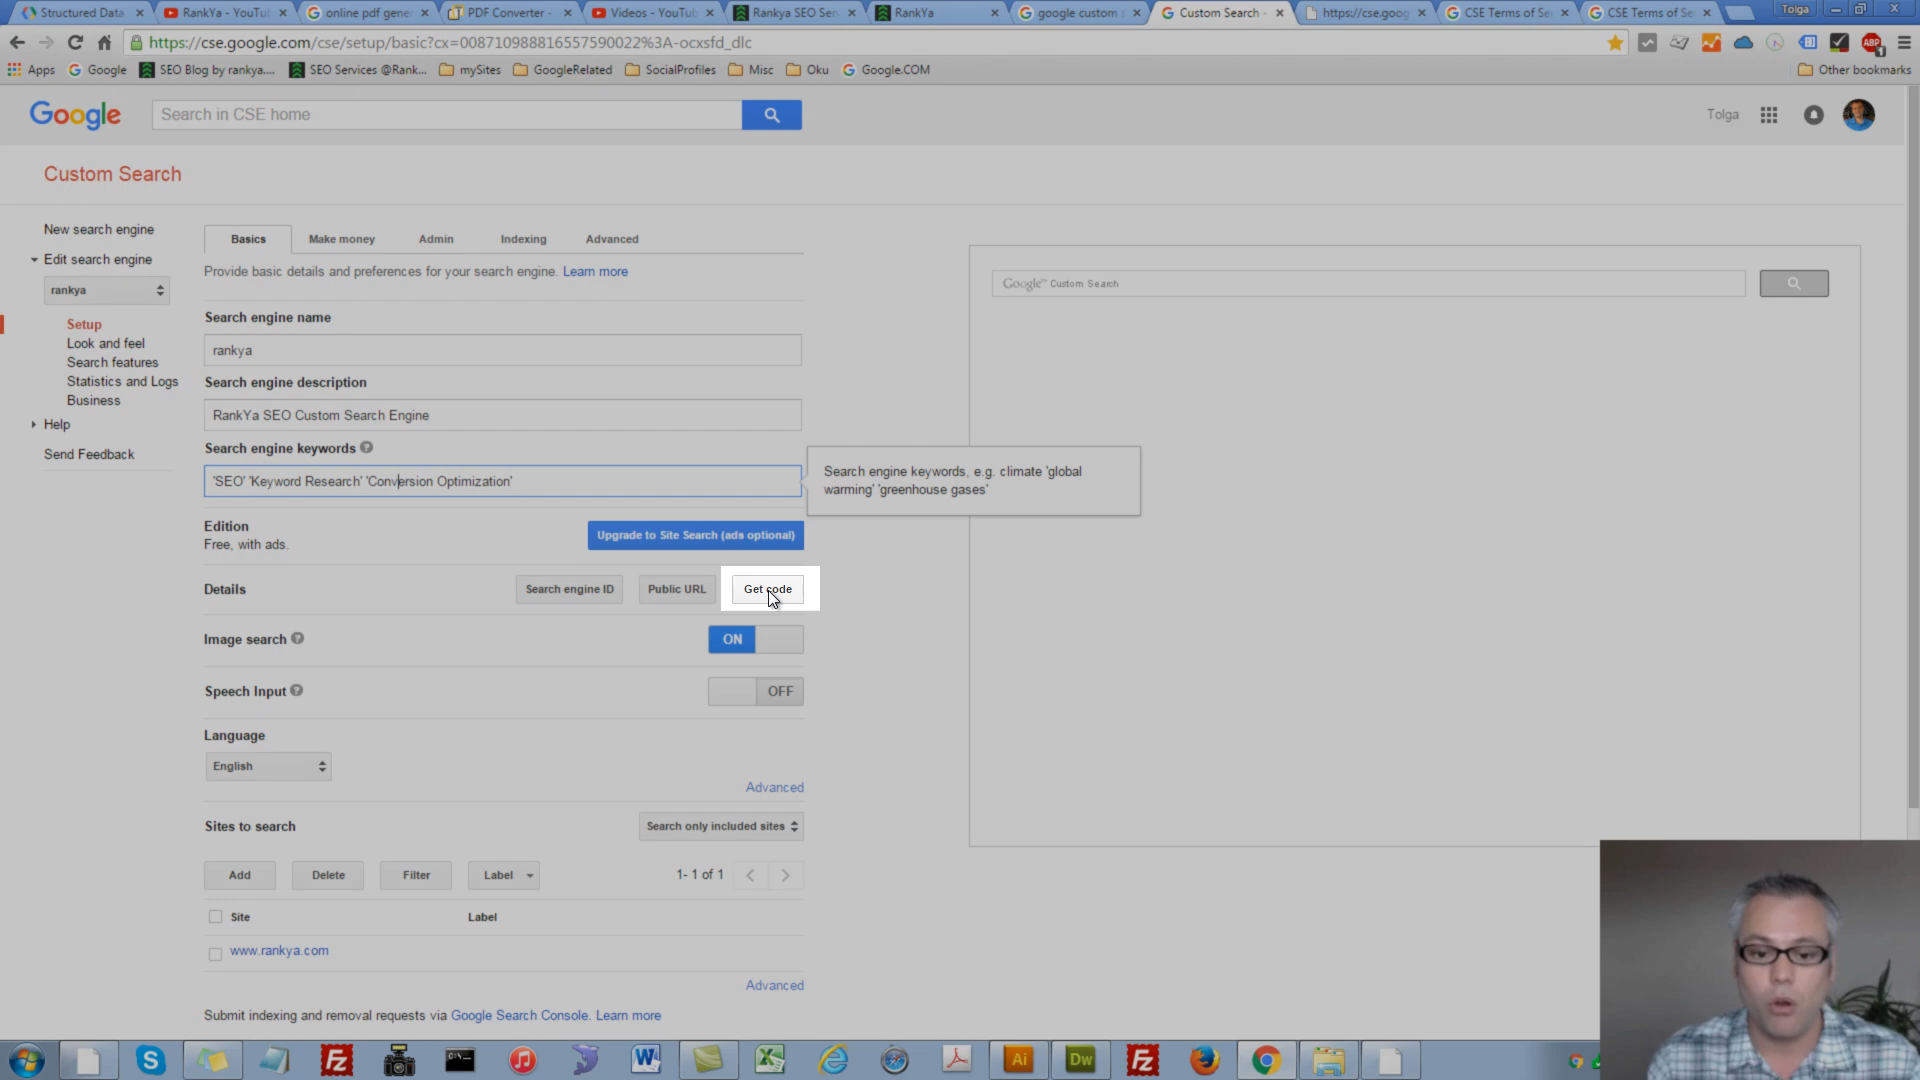 Structured Data
RankYa - YouTu
online pdf gene
PDF Converter -
Videos - YouTub
Rankya SEO Ser
RankYa
google custom s
Custom Search -
https://cse.goog
CSE Terms of Se
CSE Terms of Se
Tolga
https://cse.google.com/cse/setup/basic?cx=008710988816557590022%3A-ocxsfd_dlc
ABP
1
Apps
Google
SEO Blog by rankya....
SEO Services @Rank...
mySites
GoogleRelated
SocialProfiles
Misc
Oku
Google.COM
Other bookmarks
Google
Search in CSE home
Tolga
Custom Search
New search engine
Edit search engine
rankya
Setup
Look and feel
Search features
Statistics and Logs
Business
Help
Send Feedback
Basics
Make money
Admin
Indexing
Advanced
Provide basic details and preferences for your search engine. Learn more
Search engine name
rankya
Search engine description
RankYa SEO Custom Search Engine
Search engine keywords ?
'SEO' 'Keyword Research' 'Conversion Optimization'
Search engine keywords, e.g. climate 'global
warming' 'greenhouse gases'
Edition
Free, with ads.
Upgrade to Site Search (ads optional)
Details
Search engine ID
Public URL
Get code
Image search ?
ON
Speech Input ?
OFF
Language
English
Advanced
Sites to search
Search only included sites
Add
Delete
Filter
Label
1- 1 of 1
Site
Label
www.rankya.com
Advanced
Submit indexing and removal requests via Google Search Console. Learn more
Google™ Custom Search
Fz
Ai
Dw
Fz